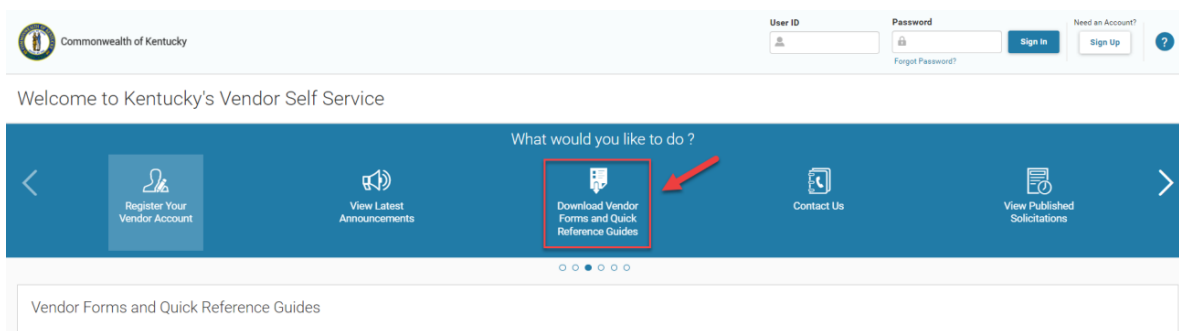 User ID
Password
Need an Account?
Commonwealth of Kentucky
Sign In
Sign Up
?
Forgot Password?
Welcome to Kentucky's Vendor Self Service
What would you like to do ?
Register Your
Vendor Account
View Latest
Announcements
Download Vendor
Forms and Quick
Reference Guides
Contact Us
View Published
Solicitations
Vendor Forms and Quick Reference Guides